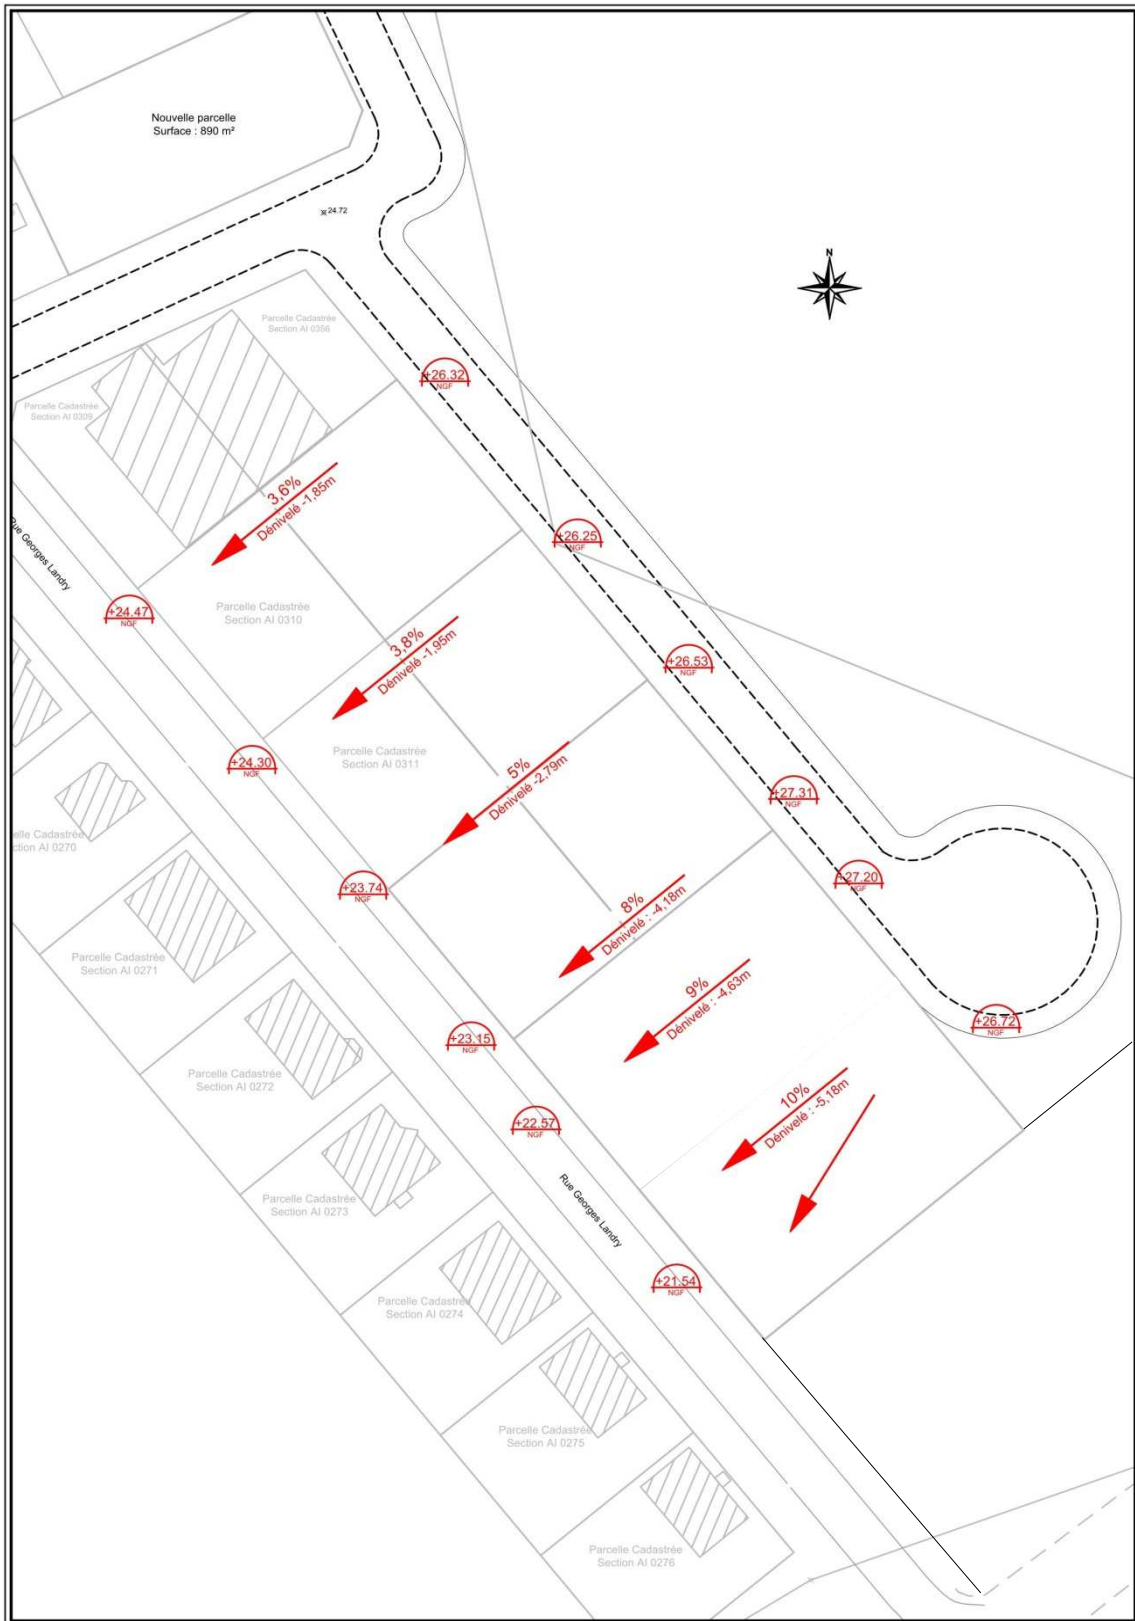 Nouvelle parcelle
Surface : 890 m²
24.72
N
Parcelle Cadastrée
Section AI 0356
+26.32
NGF
Parcelle Cadastrée
Section AI 0309
3,6%
Dénivelé -1,85m
+26.25
NGF
Rue Georges Landry
+24.47
NGF
Parcelle Cadastrée
Section AI 0310
3,8%
Dénivelé -1,95m
+26.53
NGF
+24.30
NGF
Parcelle Cadastrée
Section AI 0311
5%
Dénivelé -2,79m
+27.31
NGF
elle Cadastrée
ction AI 0270
+23.74
NGF
+27.20
NGF
8%
Dénivelé : -4,18m
Parcelle Cadastrée
Section AI 0271
9%
Dénivelé : -4,63m
+26.72
NGF
+23.15
NGF
Parcelle Cadastrée
Section AI 0272
10%
Dénivelé : -5,18m
+22.57
NGF
Rue Georges Landry
Parcelle Cadastrée
Section AI 0273
+21.54
NGF
Parcelle Cadastrée
Section AI 0274
Parcelle Cadastrée
Section AI 0275
Parcelle Cadastrée
Section AI 0276